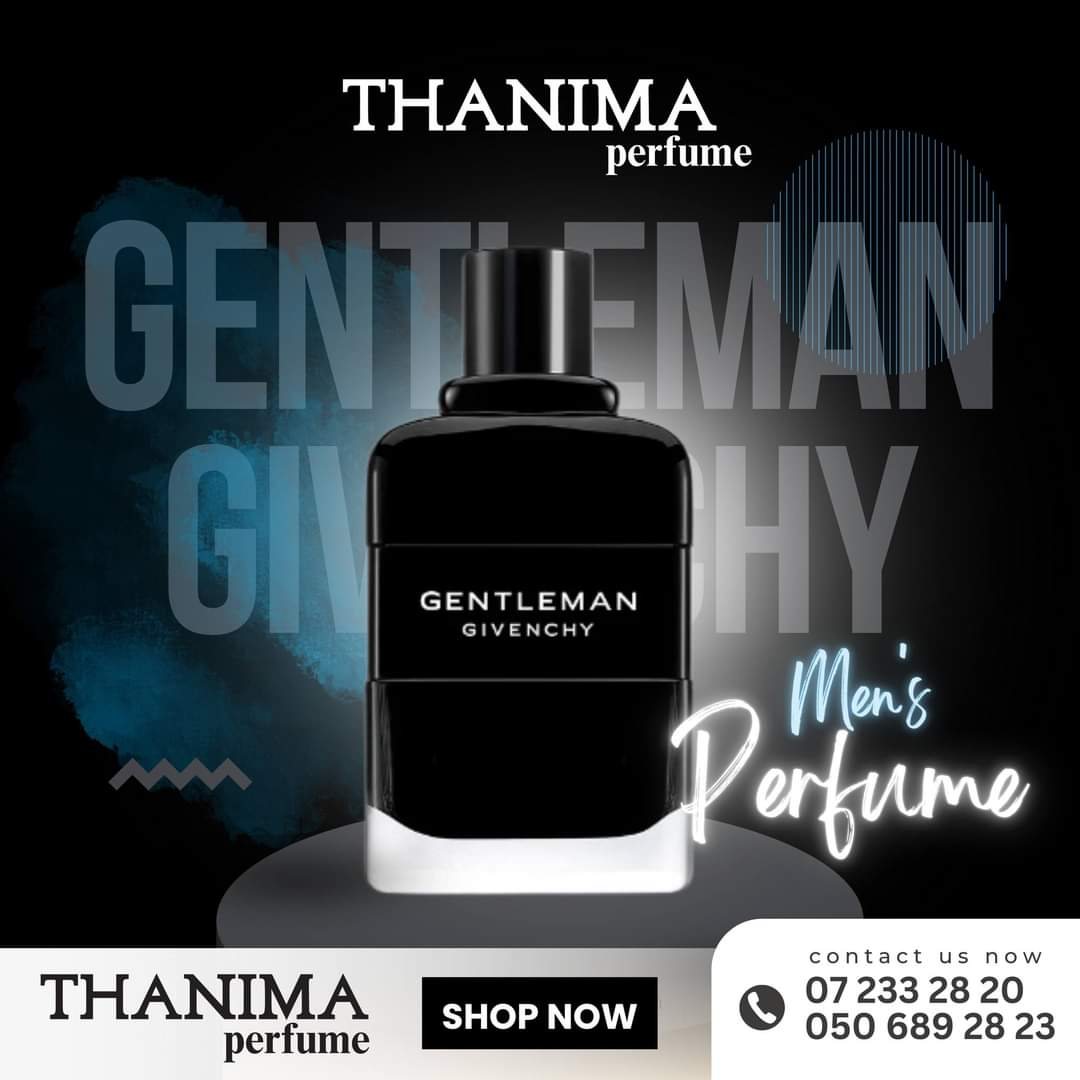 THANIMA
perfume
GENTLEMAN
GIVENCHY
GENTLEMAN
GIVENCHY
Men's
Perfume
THANIMA
perfume
SHOP NOW
contact us now
07 233 28 20
050 689 28 23